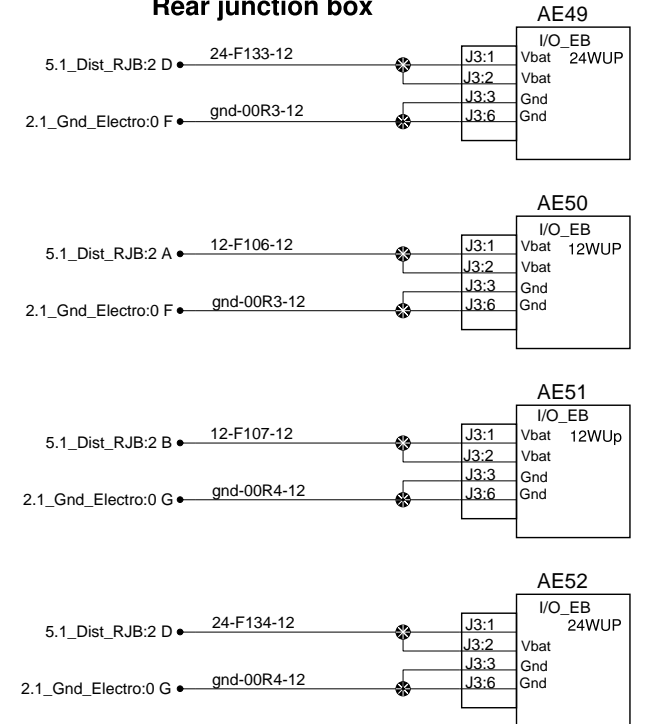 Rear junction box
AE49
I/O_EB
24-F133-12
5.1_Dist_RJB:2 D
J3:1 Vbat 24WUP
J3:2 Vbat
J3:3 Gnd
gnd-00R3-12
2.1_Gnd_Electro:0 F
J3:6 Gnd
AE50
I/O_EB
12-F106-12
5.1_Dist_RJB:2 A
J3:1 Vbat 12WUP
J3:2 Vbat
J3:3 Gnd
gnd-00R3-12
2.1_Gnd_Electro:0 F
J3:6 Gnd
AE51
I/O_EB
12-F107-12
5.1_Dist_RJB:2 B
J3:1 Vbat 12WUp
J3:2 Vbat
J3:3 Gnd
gnd-00R4-12
2.1_Gnd_Electro:0 G
J3:6 Gnd
AE52
I/O_EB
24-F134-12
5.1_Dist_RJB:2 D
J3:1 24WUP
J3:2 Vbat
J3:3 Gnd
gnd-00R4-12
2.1_Gnd_Electro:0 G
J3:6 Gnd